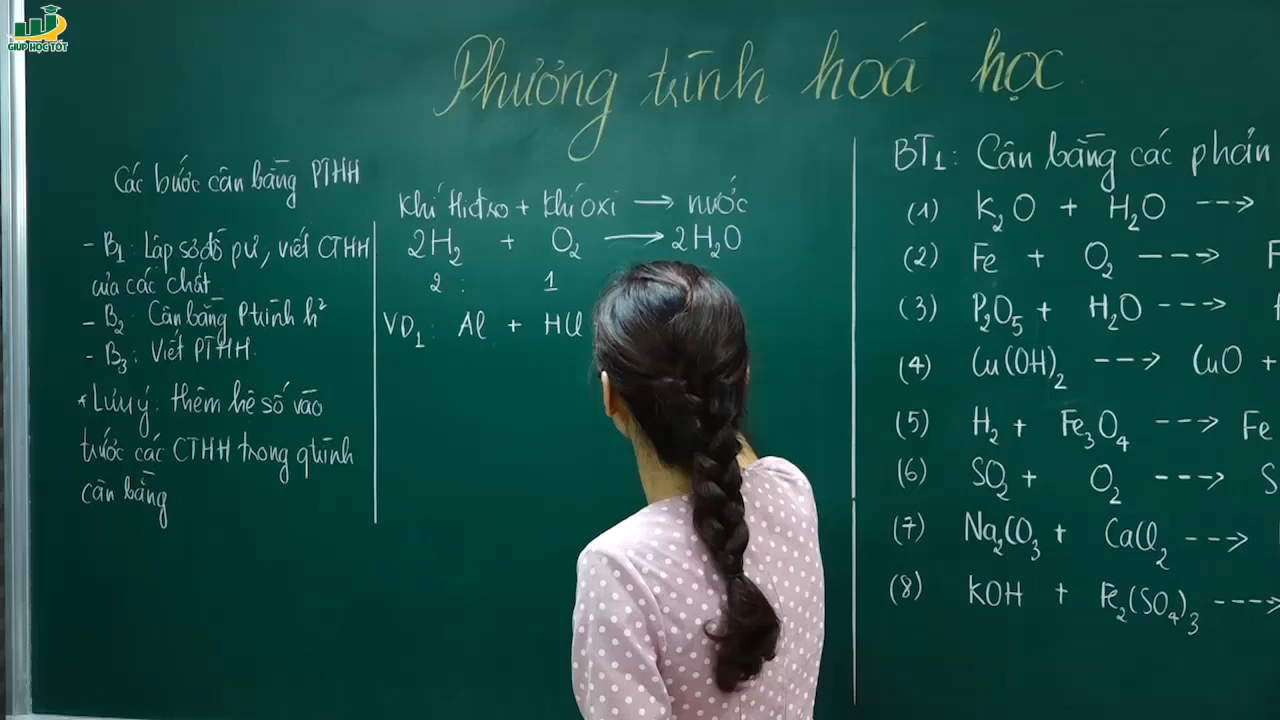 GIÚP HỌC TỐT
Phương trình hoá học
Các bước cân bằng PTHH
- B1: Lập sơ đồ pư, viết CTHH
của các chất.
- B2: Cân bằng Ptrình h²
- B3: Viết PTHH.
* Lưu ý: thêm hệ số vào
trước các CTHH trong qtrình
cân bằng
Khí Hiđro + khí oxi → nước
2H₂ + O₂ → 2H₂O
2 : 1
VD1: Al + HCl
BT1: Cân bằng các phản
(1) K₂O + H₂O --->
(2) Fe + O₂ ---> F
(3) P₂O₅ + H₂O --->
(4) Cu(OH)₂ ---> CuO +
(5) H₂ + Fe₃O₄ ---> Fe
(6) SO₂ + O₂ ---> S
(7) Na₂CO₃ + CaCl₂ --->
(8) KOH + Fe₂(SO₄)₃ --->